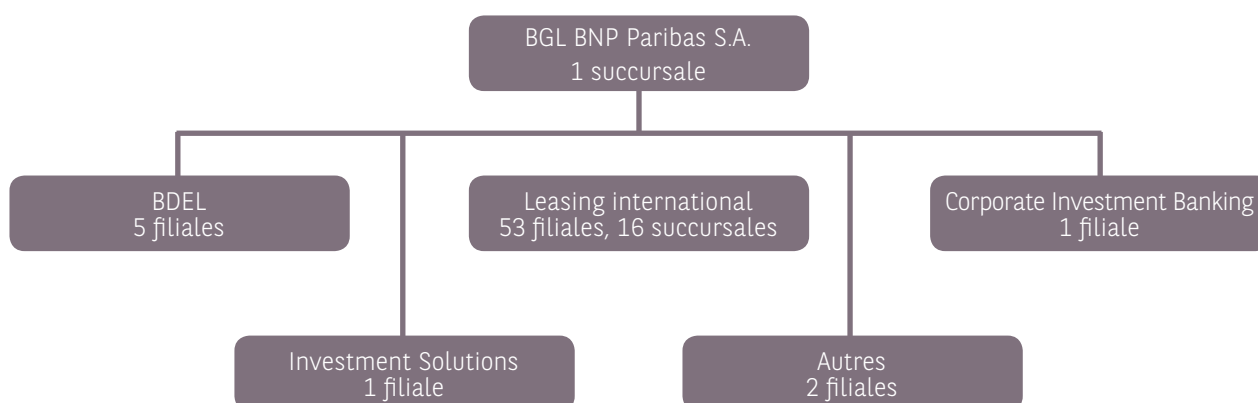 BGL BNP Paribas S.A.
1 succursale
BDEL
5 filiales
Leasing international
53 filiales, 16 succursales
Corporate Investment Banking
1 filiale
Investment Solutions
1 filiale
Autres
2 filiales